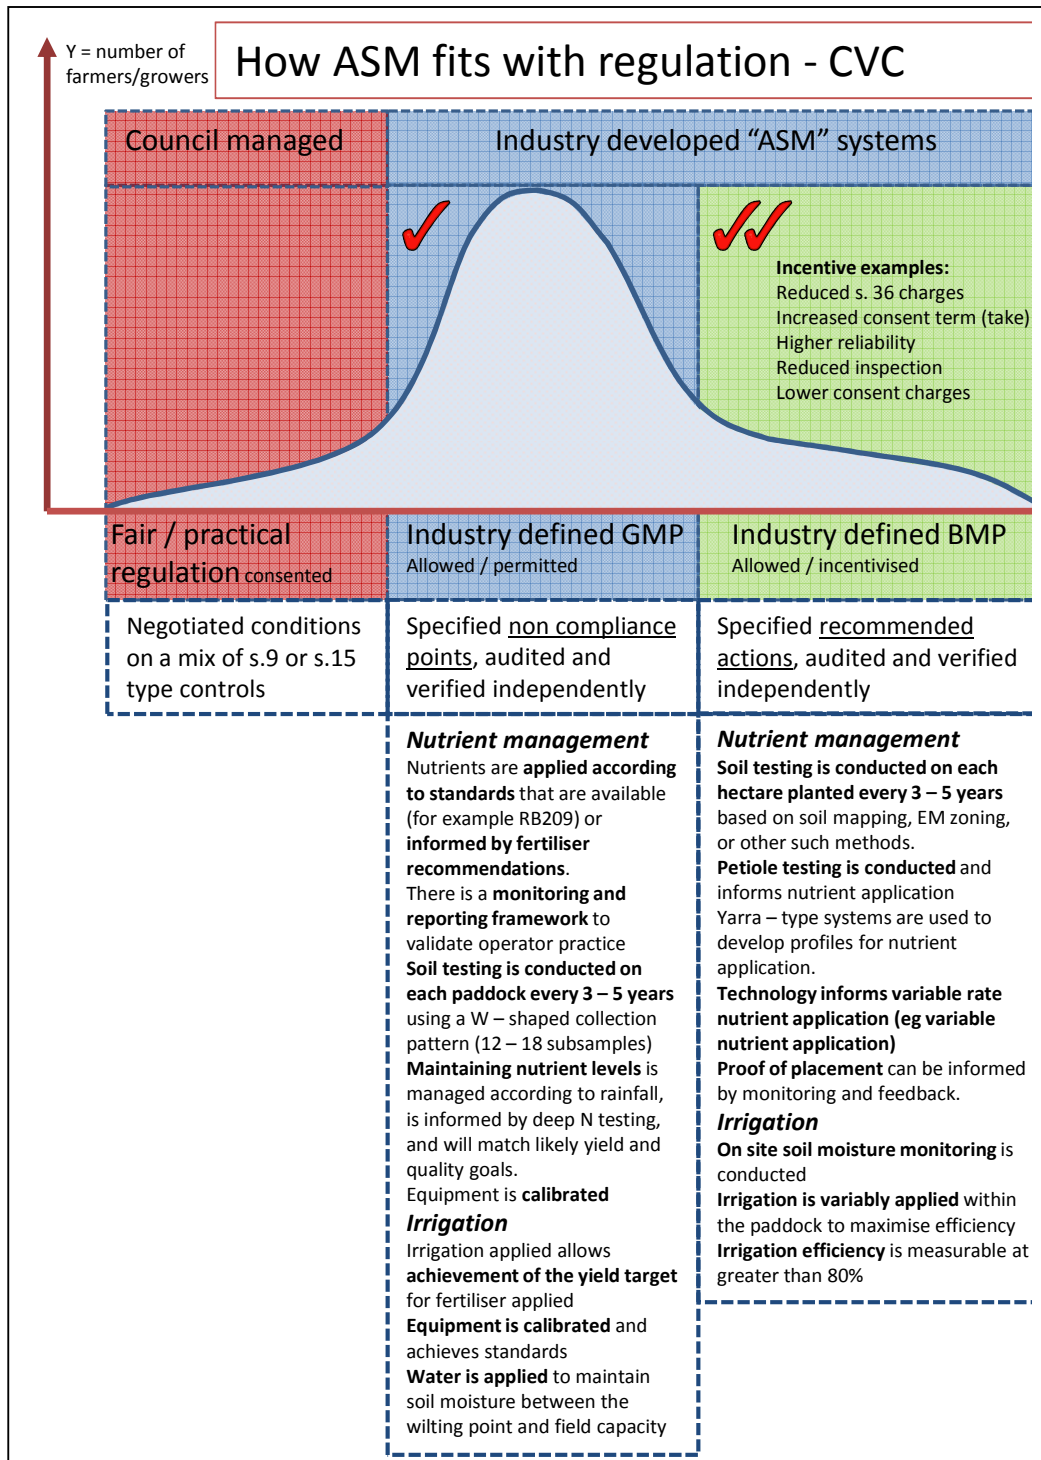 Y = number of
farmers/growers
How ASM fits with regulation - CVC
Council managed
Industry developed “ASM” systems
Incentive examples:
Reduced s. 36 charges
Increased consent term (take)
Higher reliability
Reduced inspection
Lower consent charges
Fair / practical
regulation consented
Industry defined GMP
Allowed / permitted
Industry defined BMP
Allowed / incentivised
Negotiated conditions
on a mix of s.9 or s.15
type controls
Specified non compliance
points, audited and
verified independently
Specified recommended
actions, audited and verified
independently
Nutrient management
Nutrients are applied according
to standards that are available
(for example RB209) or
informed by fertiliser
recommendations.
There is a monitoring and
reporting framework to
validate operator practice
Soil testing is conducted on
each paddock every 3 – 5 years
using a W – shaped collection
pattern (12 – 18 subsamples)
Maintaining nutrient levels is
managed according to rainfall,
is informed by deep N testing,
and will match likely yield and
quality goals.
Equipment is calibrated
Irrigation
Irrigation applied allows
achievement of the yield target
for fertiliser applied
Equipment is calibrated and
achieves standards
Water is applied to maintain
soil moisture between the
wilting point and field capacity
Nutrient management
Soil testing is conducted on each
hectare planted every 3 – 5 years
based on soil mapping, EM zoning,
or other such methods.
Petiole testing is conducted and
informs nutrient application
Yarra – type systems are used to
develop profiles for nutrient
application.
Technology informs variable rate
nutrient application (eg variable
nutrient application)
Proof of placement can be informed
by monitoring and feedback.
Irrigation
On site soil moisture monitoring is
conducted
Irrigation is variably applied within
the paddock to maximise efficiency
Irrigation efficiency is measurable at
greater than 80%